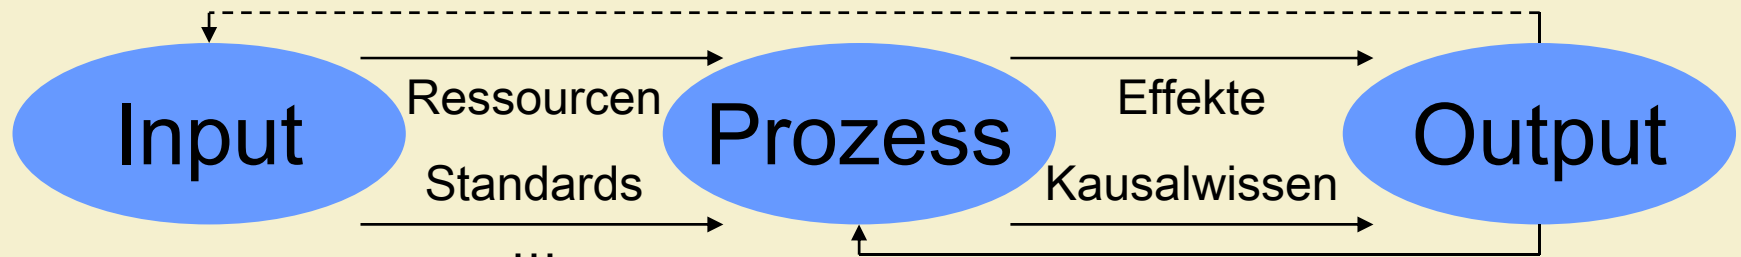 Input
Ressourcen
Standards
...
Prozess
Effekte
Kausalwissen
Output